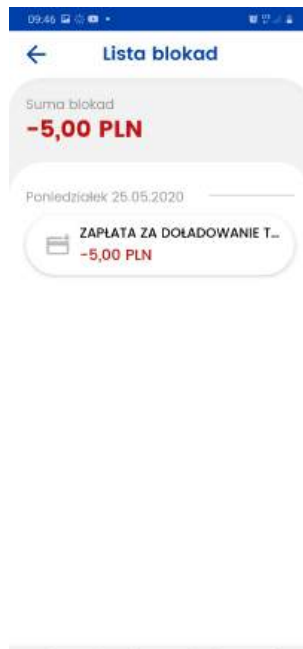 09:46
Lista blokad
Suma blokad
-5,00 PLN
Poniedziałek 25.05.2020
ZAPŁATA ZA DOŁADOWANIE T...
-5,00 PLN